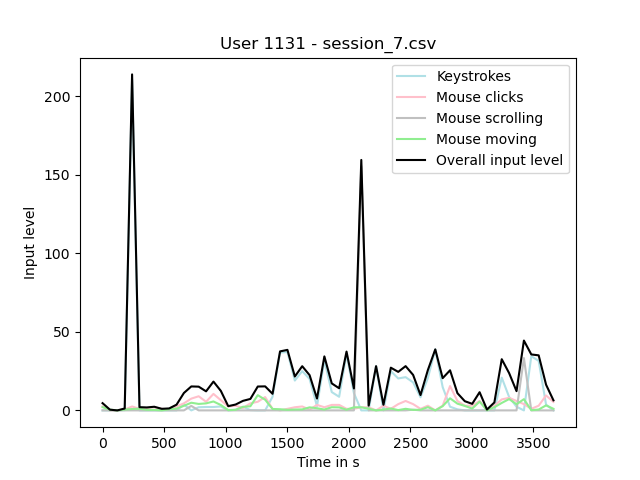 User 1131 - session_7.csv
Keystrokes
Mouse clicks
Mouse scrolling
Mouse moving
Overall input level
Input level
200
150
100
50
0
0 500 1000 1500 2000 2500 3000 3500
Time in s